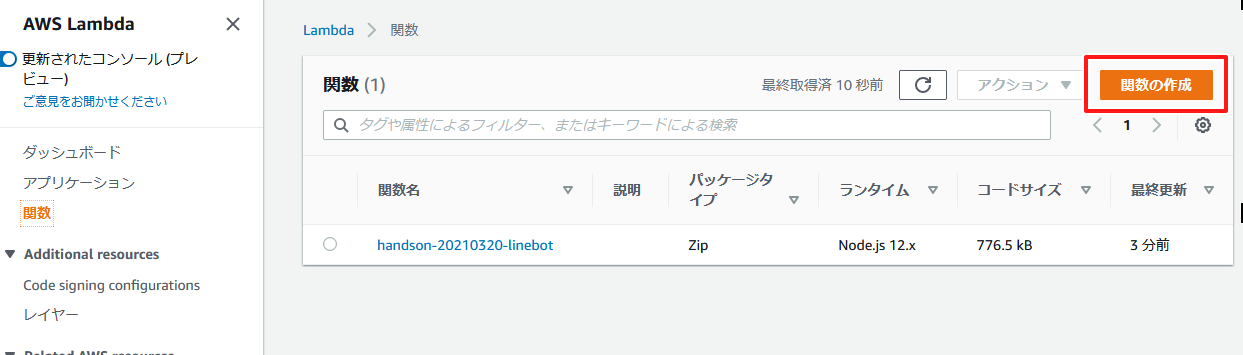 AWS Lambda
更新されたコンソール (プレ
ビュー)
ご意見をお聞かせください
ダッシュボード
アプリケーション
関数
Additional resources
Code signing configurations
レイヤー
Related AWS resources
Lambda 関数
関数 (1)
最終取得済 10 秒前
アクション
関数の作成
タグや属性によるフィルター、またはキーワードによる検索
1
関数名 説明 パッケージタ
イプ ランタイム コードサイズ 最終更新
handson-20210320-linebot Zip Node.js 12.x 776.5 kB 3 分前